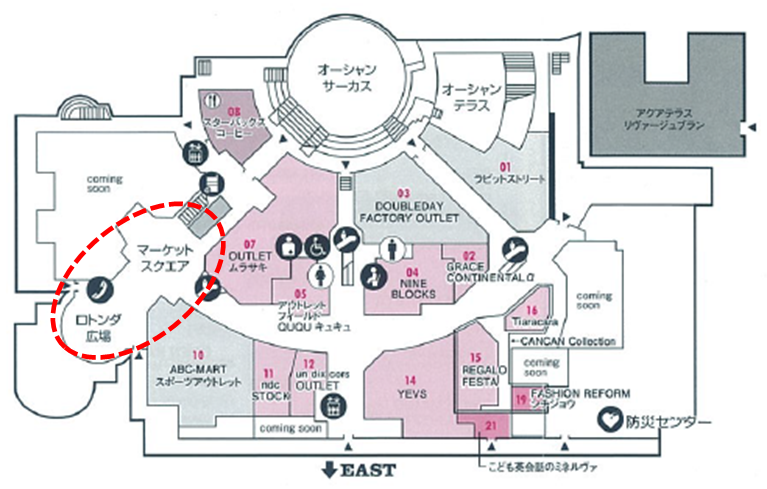 オーシャン
サーカス
オーシャン
テラス
アクアテラス
リヴァージュブラン
08
スターバックス
コーヒー
01
ラビットストリート
coming
soon
03
DOUBLEDAY
FACTORY OUTLET
マーケット
スクエア
07
OUTLET
ムラサキ
02
GRACE
CONTINENTALΩ
04
NINE
BLOCKS
05
アウトレット
フィールド
QUQU キュキュ
coming
soon
ロトンダ
広場
16
Tiaracara
CANCAN Collection
10
ABC-MART
スポーツアウトレット
11
ndc
STOCK
12
un dix cors
OUTLET
14
YEVS
15
REGALO
FESTA
coming
soon
19
FASHION REFORM
シチジョウ
coming soon
21
防災センター
こども英会話のミネルヴァ
EAST